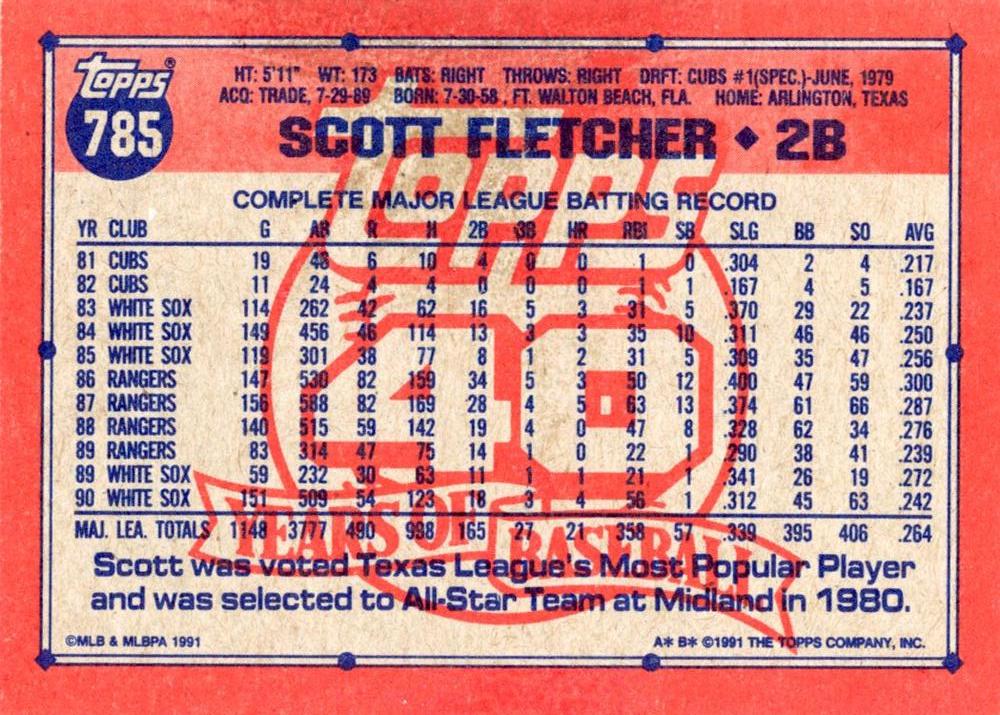 Topps®
785
HT: 5'11" WT: 173 BATS: RIGHT THROWS: RIGHT DRFT: CUBS #1(SPEC.)-JUNE, 1979
ACQ: TRADE, 7-29-89 BORN: 7-30-58, FT. WALTON BEACH, FLA. HOME: ARLINGTON, TEXAS
SCOTT FLETCHER ◆ 2B
Topps
40
YEARS OF BASEBALL
COMPLETE MAJOR LEAGUE BATTING RECORD
YR CLUB G AB R H 2B 3B HR RBI SB SLG BB SO AVG
81 CUBS 19 46 6 10 4 0 0 1 0 .304 2 4 .217
82 CUBS 11 24 4 4 0 0 0 1 1 .167 4 5 .167
83 WHITE SOX 114 262 42 62 16 5 3 31 5 .370 29 22 .237
84 WHITE SOX 149 456 46 114 13 3 3 35 10 .311 46 46 .250
85 WHITE SOX 119 301 38 77 8 1 2 31 5 .309 35 47 .256
86 RANGERS 147 530 82 159 34 5 3 50 12 .400 47 59 .300
87 RANGERS 156 588 82 169 28 4 5 63 13 .374 61 66 .287
88 RANGERS 140 515 59 142 19 4 0 47 8 .328 62 34 .276
89 RANGERS 83 314 47 75 14 1 0 22 1 .290 38 41 .239
89 WHITE SOX 59 232 30 63 11 1 1 21 1 .341 26 19 .272
90 WHITE SOX 151 509 54 123 18 3 4 56 1 .312 45 63 .242
MAJ. LEA. TOTALS 1148 3777 490 998 165 27 21 358 57 .339 395 406 .264
Scott was voted Texas League's Most Popular Player
and was selected to All-Star Team at Midland in 1980.
©MLB & MLBPA 1991
A* B* ©1991 THE TOPPS COMPANY, INC.